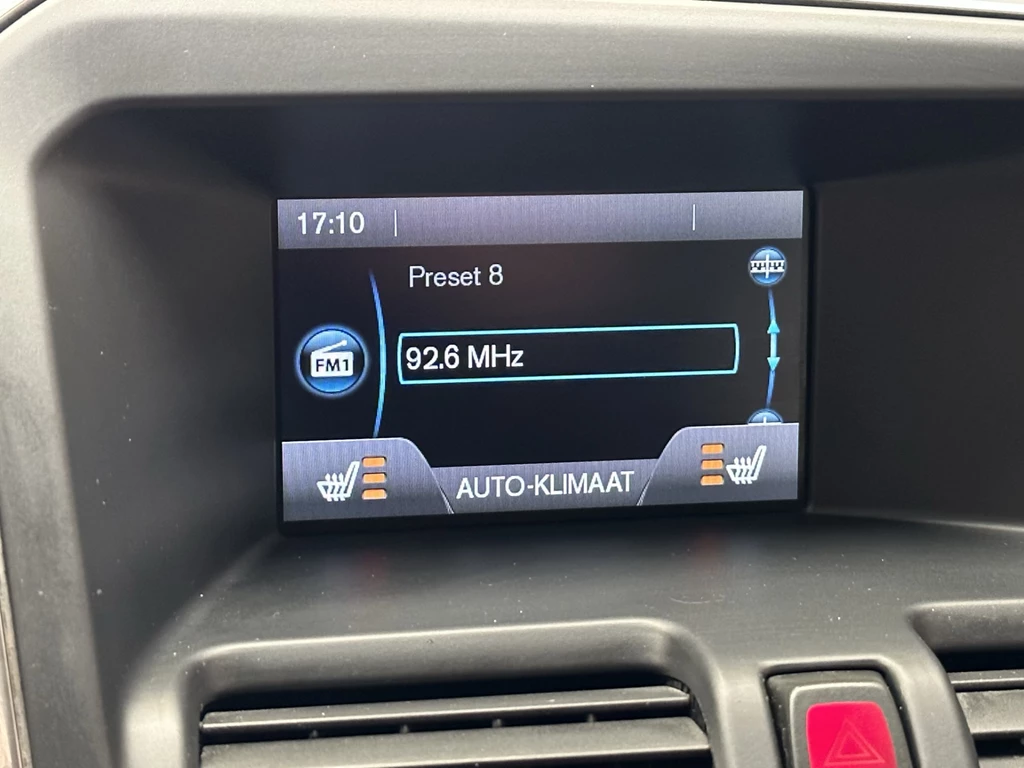 17:10
Preset 8
FM1
92.6 MHz
AUTO-KLIMAAT